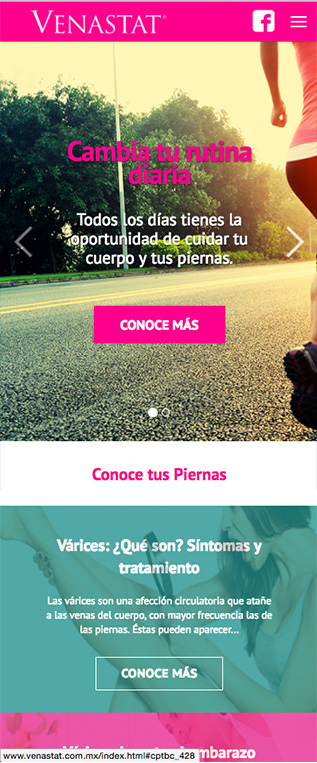 VENASTAT®
Cambia tu rutina
diaria
Todos los días tienes la
oportunidad de cuidar tu
cuerpo y tus piernas.
CONOCE MÁS
Conoce tus Piernas
Várices: ¿Qué son? Síntomas y
tratamiento
Las várices son una afección circulatoria que atañe
a las venas del cuerpo, con mayor frecuencia las de
las piernas. Éstas pueden aparecer...
CONOCE MÁS
www.venastat.com.mx/index.html#cptbc_428